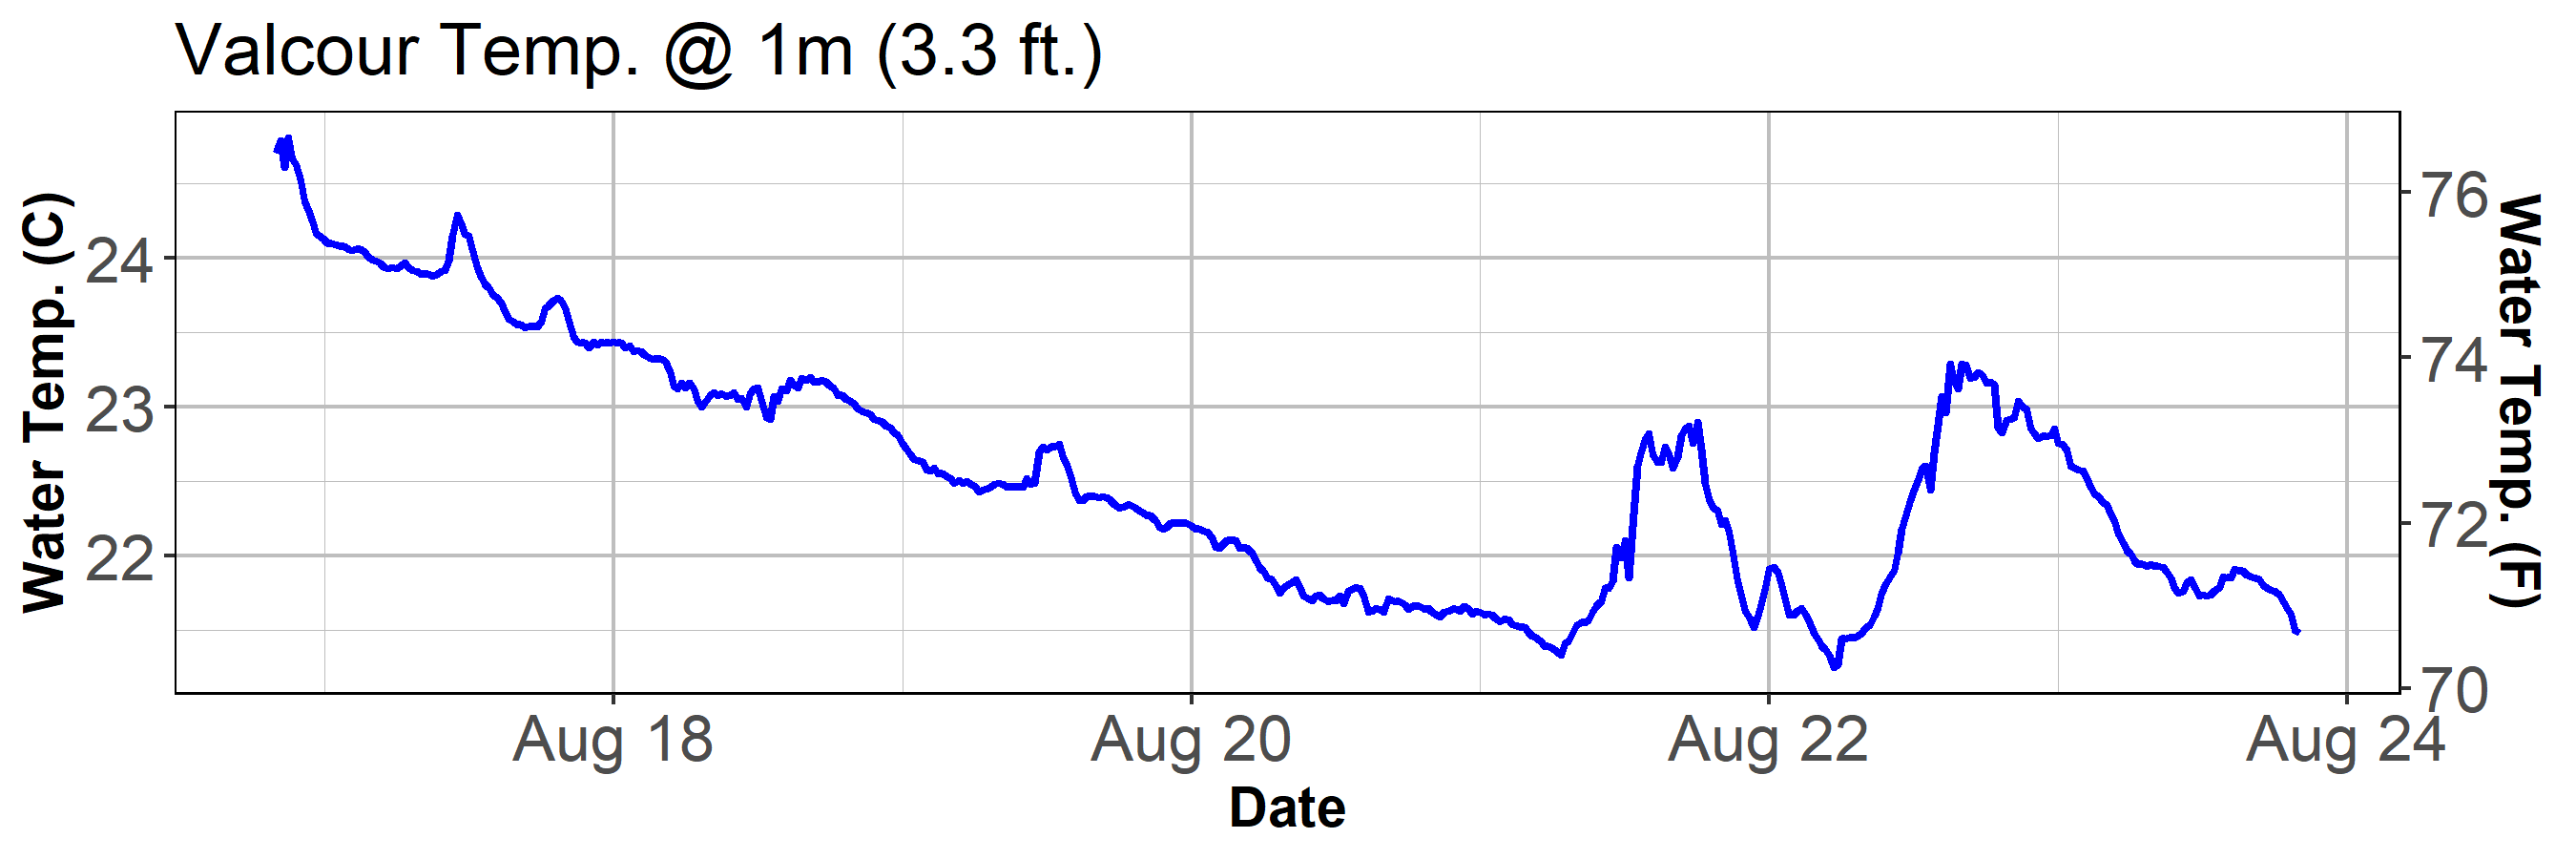 Valcour Temp. @ 1m (3.3 ft.)
Water Temp. (C)
24
23
22
76
74
72
70
Water Temp. (F)
Aug 18
Aug 20
Aug 22
Aug 24
Date